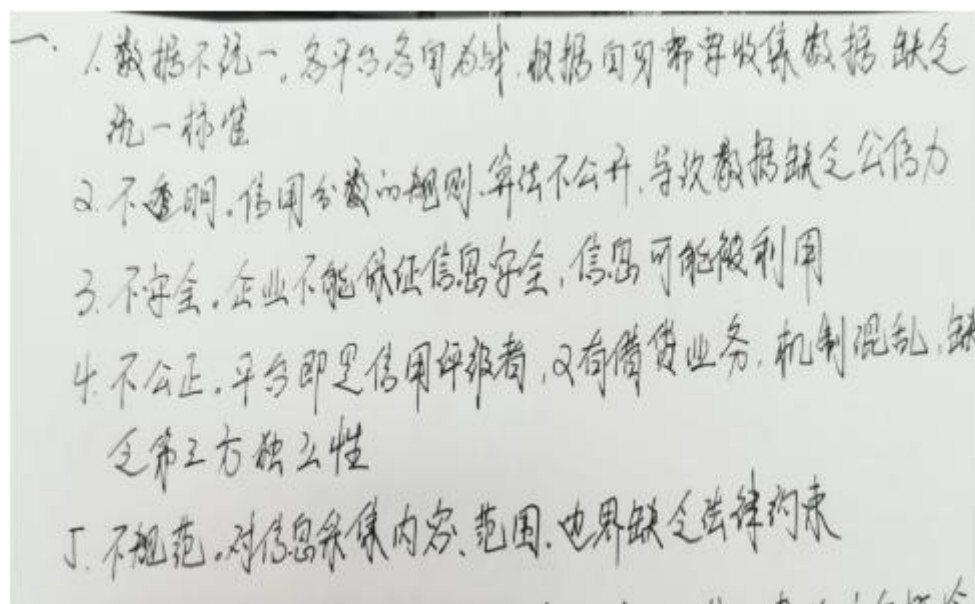 一、1.数据不统一。各平台各自为战,根据自身需求收集数据 缺乏
统一标准
2.不透明。信用分数的规则、算法不公开,导致数据缺乏公信力
3.不安全。企业不能保证信息安全,信息可能被利用
4.不公正。平台即是信用评级者,又有借贷业务,机制混乱,缺
乏第三方独立性
5.不规范。对信息采集内容、范围、边界缺乏法律约束